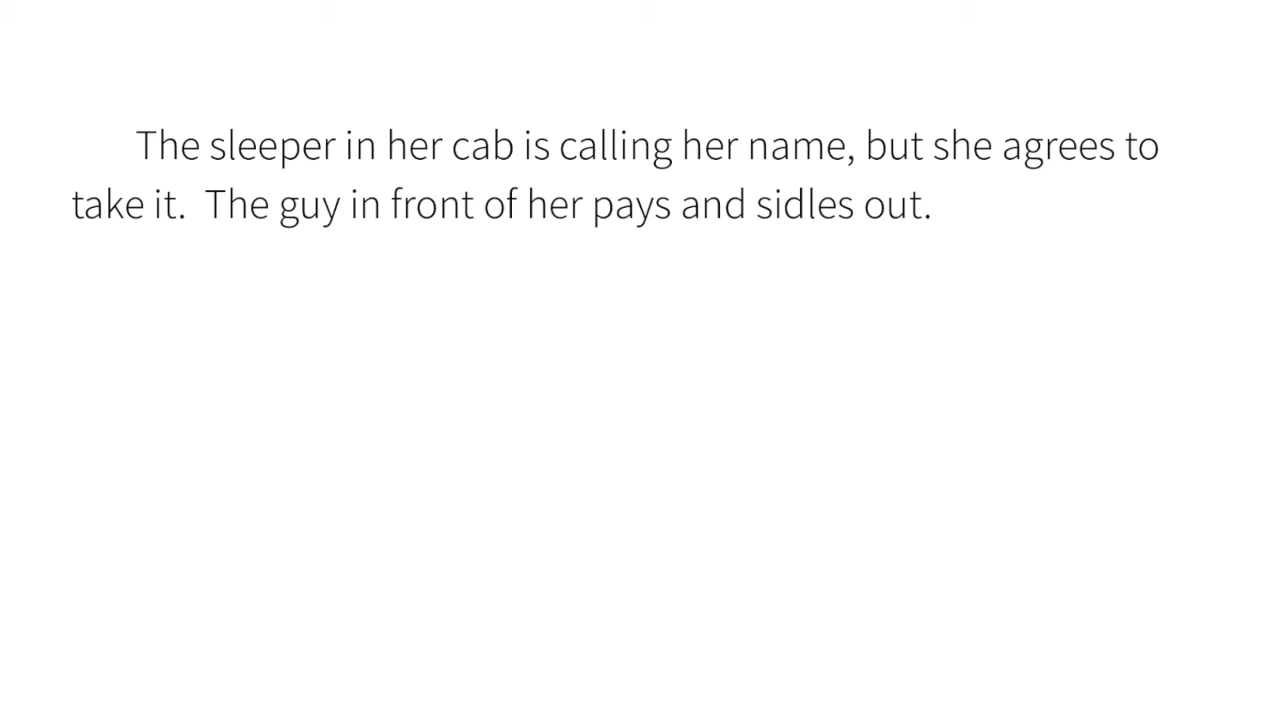 The sleeper in her cab is calling her name, but she agrees to
take it.  The guy in front of her pays and sidles out.